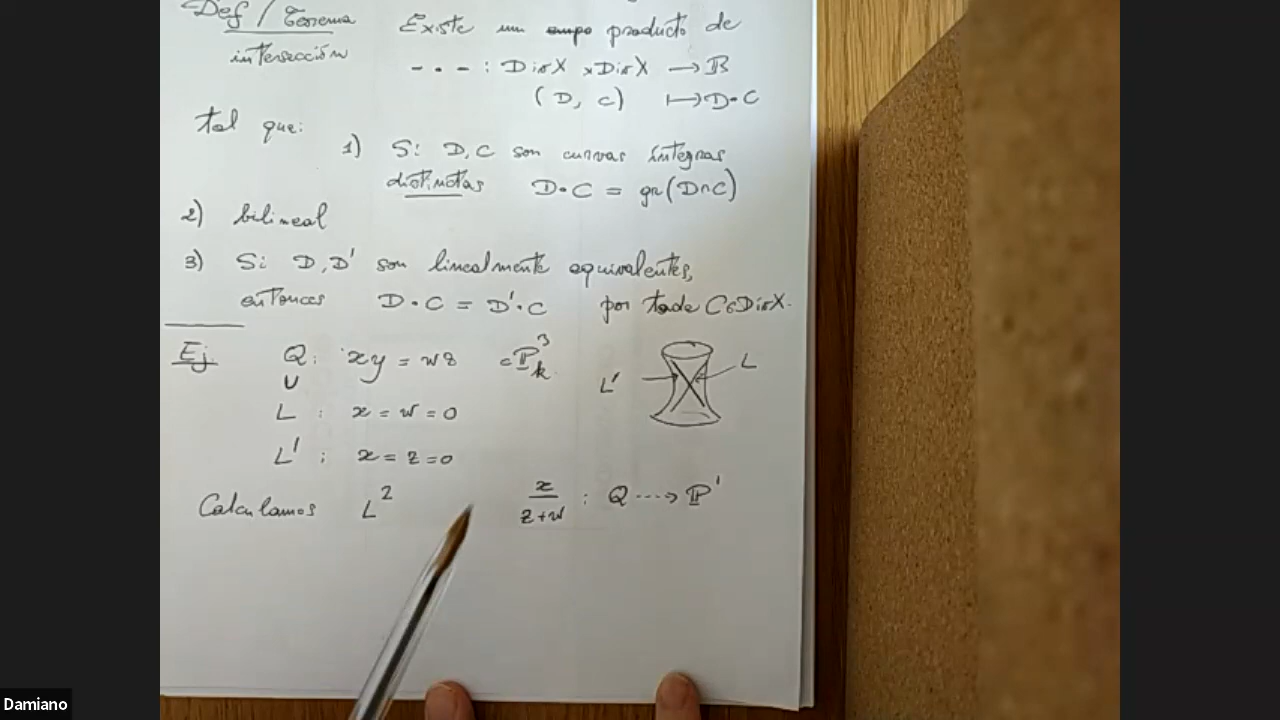 Def / Teorema Existe un producto de
intersección - · - : Div X x Div X → ℤ
(D, C) ↦ D·C
tal que:
1) Si D, C son curvas íntegras
distintas D·C = gr(D∩C)
2) bilineal
3) Si D, D' son linealmente equivalentes,
entonces D·C = D'·C por toda C∈Div X.
Ej. Q: xy = wz ⊂ ℙ³ₖ
∪
L : x = w = 0
L' : x = z = 0
L' L
Calculamos L² x/(z+w) : Q ⇢ ℙ¹
Damiano